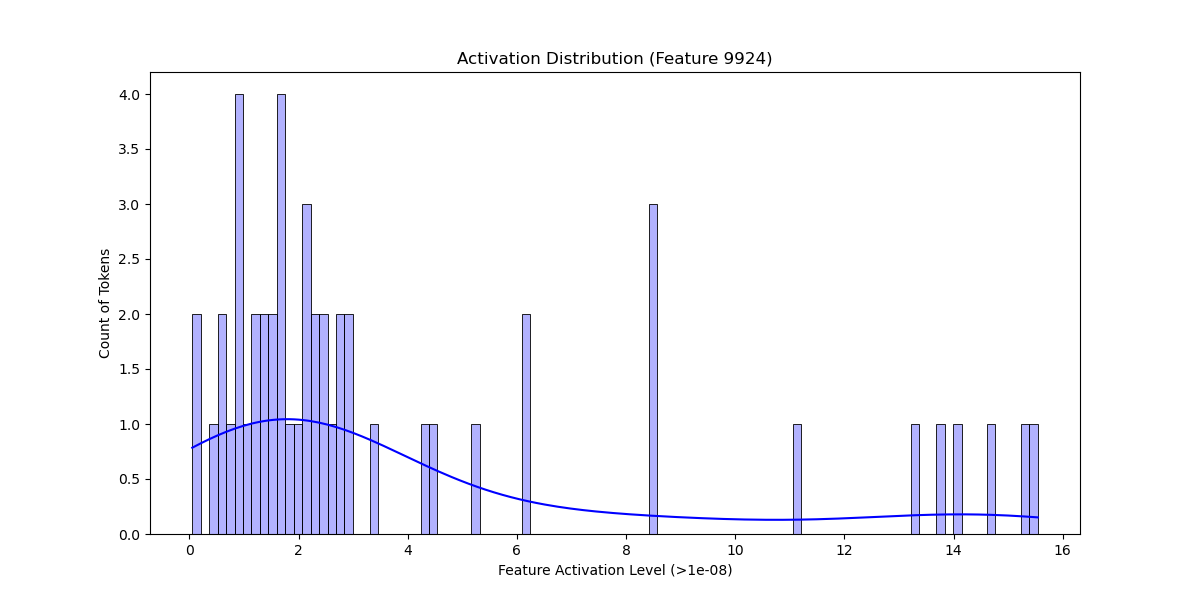 Activation Distribution (Feature 9924)
4.0
3.5
3.0
2.5
2.0
1.5
1.0
0.5
0.0
Count of Tokens
0 2 4 6 8 10 12 14 16
Feature Activation Level (>1e-08)